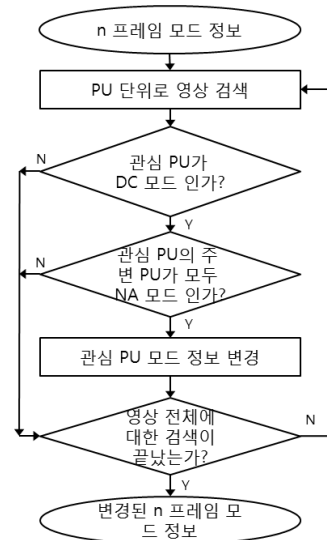 n 프레임 모드 정보
PU 단위로 영상 검색
N
관심 PU가
DC 모드 인가?
Y
N
관심 PU의 주
변 PU가 모두
NA 모드 인가?
Y
관심 PU 모드 정보 변경
영상 전체에
대한 검색이
끝났는가?
N
Y
변경된 n 프레임 모
드 정보